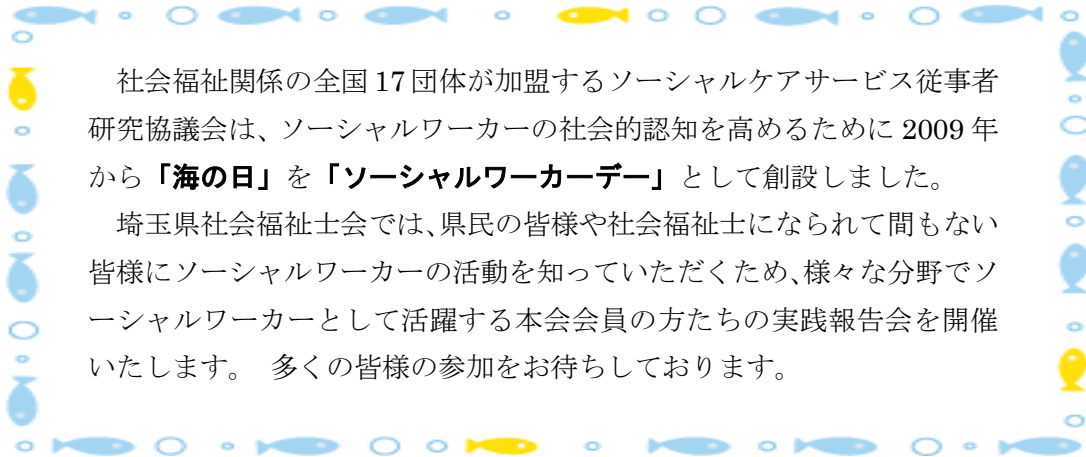 社会福祉関係の全国 17 団体が加盟するソーシャルケアサービス従事者
研究協議会は、ソーシャルワーカーの社会的認知を高めるために 2009 年
から「海の日」を「ソーシャルワーカーデー」として創設しました。
埼玉県社会福祉士会では、県民の皆様や社会福祉士になられて間もない
皆様にソーシャルワーカーの活動を知っていただくため、様々な分野でソ
ーシャルワーカーとして活躍する本会会員の方たちの実践報告会を開催
いたします。 多くの皆様の参加をお待ちしております。